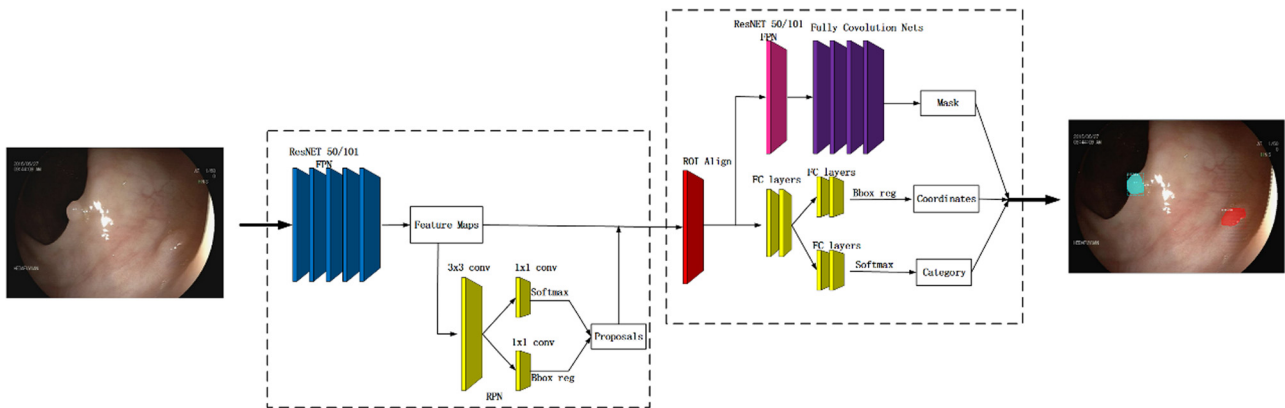 ResNET 50/101
FPN
Feature Maps
3x3 conv
1x1 conv
Softmax
1x1 conv
Bbox reg
Proposals
RPN
ROI Align
ResNET 50/101
FPN
Fully Covolution Nets
Mask
FC layers
FC layers
Bbox reg
Coordinates
FC layers
Softmax
Category